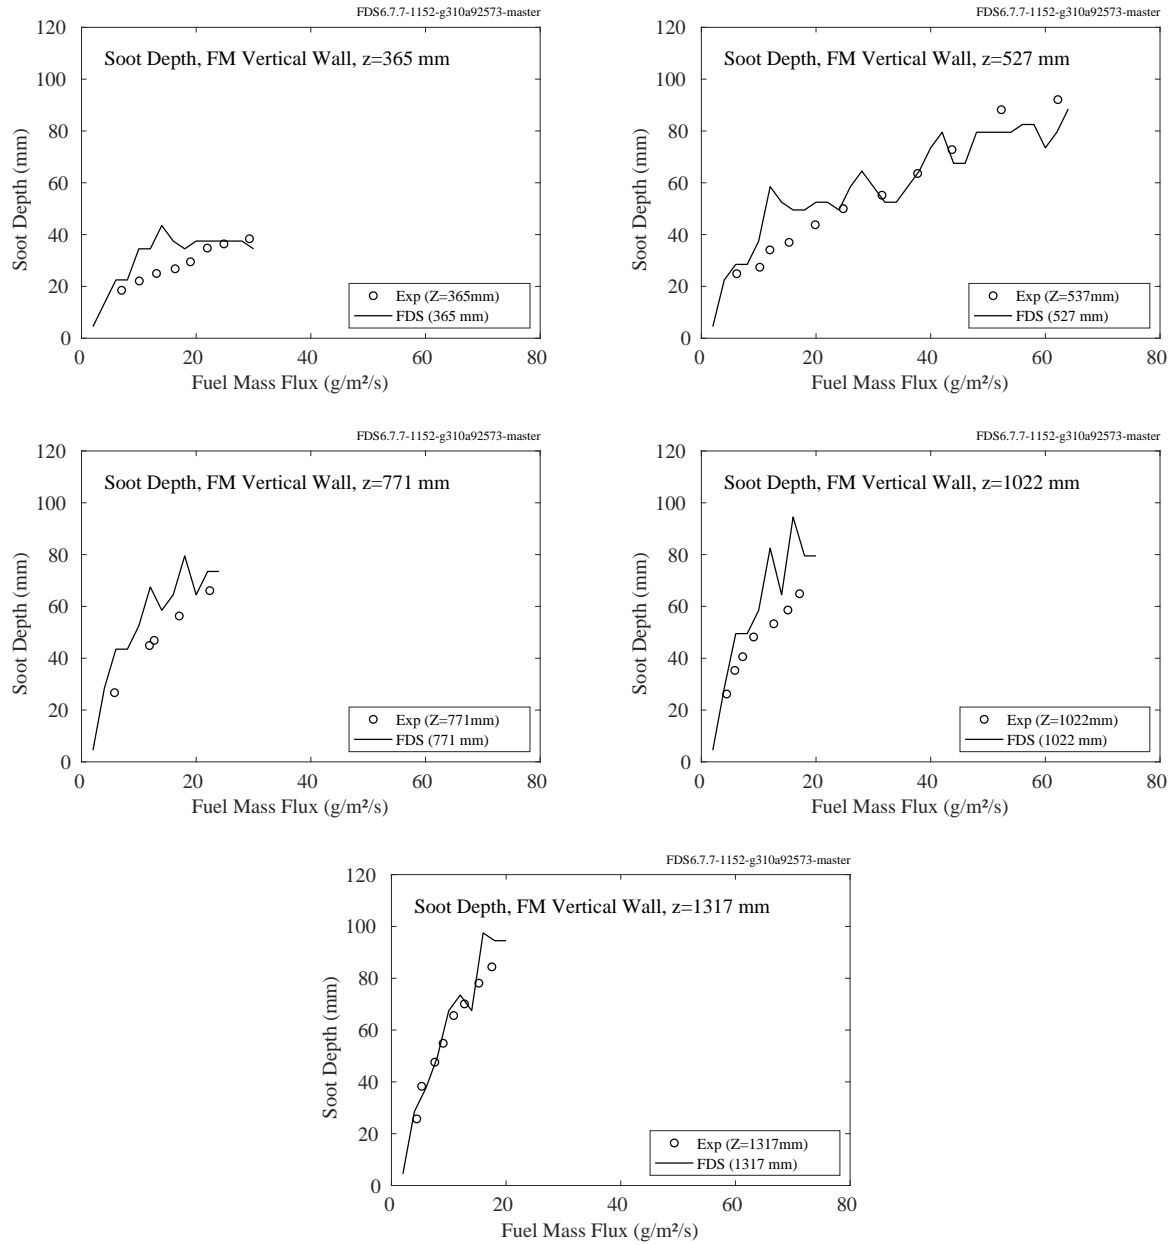 FDS6.7.7-1152-g310a92573-master
Soot Depth, FM Vertical Wall, z=365 mm
120
100
80
60
40
20
0
Soot Depth (mm)
Exp (Z=365mm)
FDS (365 mm)
0 20 40 60 80
Fuel Mass Flux (g/m²/s)
FDS6.7.7-1152-g310a92573-master
Soot Depth, FM Vertical Wall, z=527 mm
120
100
80
60
40
20
0
Soot Depth (mm)
Exp (Z=537mm)
FDS (527 mm)
0 20 40 60 80
Fuel Mass Flux (g/m²/s)
FDS6.7.7-1152-g310a92573-master
Soot Depth, FM Vertical Wall, z=771 mm
120
100
80
60
40
20
0
Soot Depth (mm)
Exp (Z=771mm)
FDS (771 mm)
0 20 40 60 80
Fuel Mass Flux (g/m²/s)
FDS6.7.7-1152-g310a92573-master
Soot Depth, FM Vertical Wall, z=1022 mm
120
100
80
60
40
20
0
Soot Depth (mm)
Exp (Z=1022mm)
FDS (1022 mm)
0 20 40 60 80
Fuel Mass Flux (g/m²/s)
FDS6.7.7-1152-g310a92573-master
Soot Depth, FM Vertical Wall, z=1317 mm
120
100
80
60
40
20
0
Soot Depth (mm)
Exp (Z=1317mm)
FDS (1317 mm)
0 20 40 60 80
Fuel Mass Flux (g/m²/s)